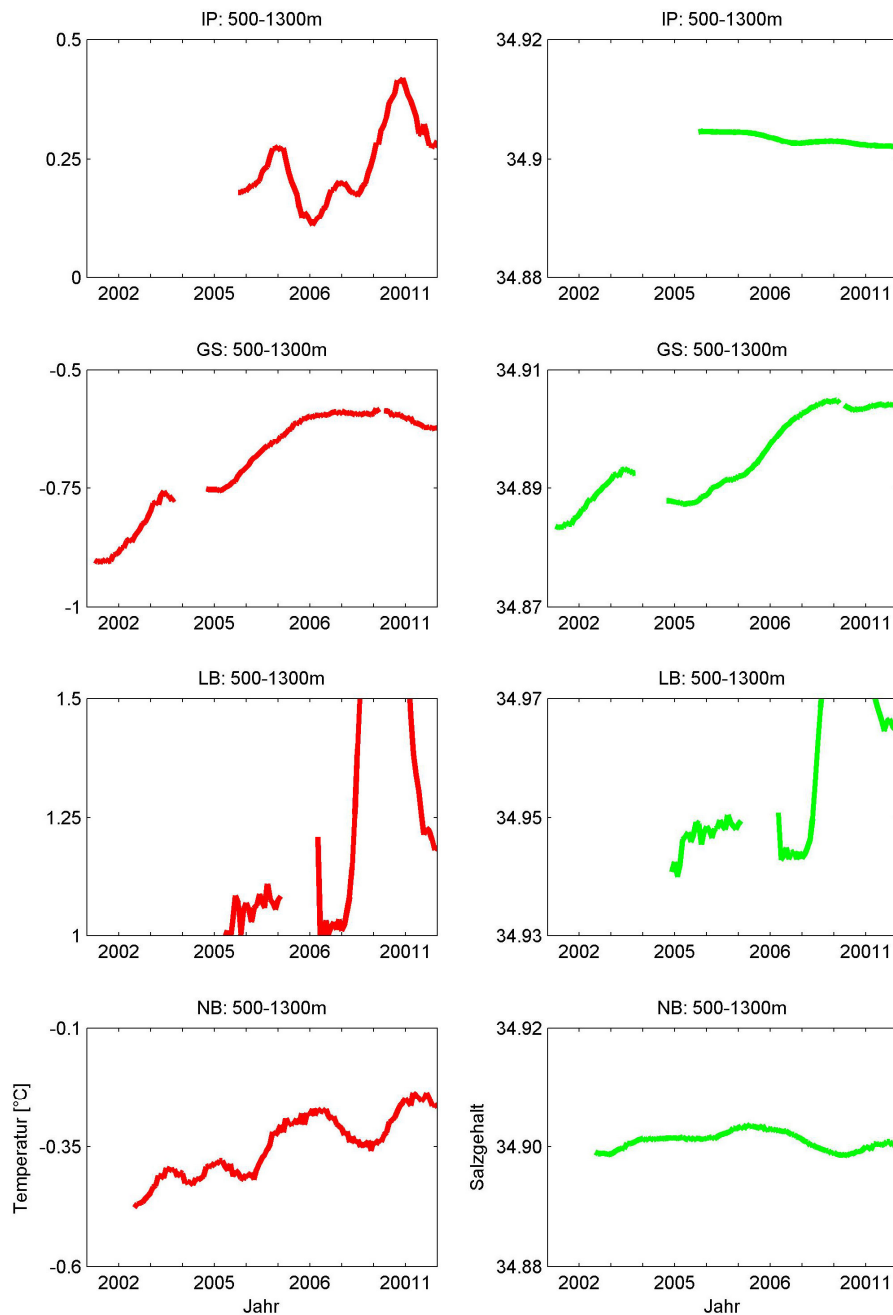 IP: 500-1300m
IP: 500-1300m
0.5
0.25
0
34.92
34.9
34.88
2002 2005 2006 20011
2002 2005 2006 20011
GS: 500-1300m
GS: 500-1300m
-0.5
-0.75
-1
34.91
34.89
34.87
2002 2005 2006 20011
2002 2005 2006 20011
LB: 500-1300m
LB: 500-1300m
1.5
1.25
1
34.97
34.95
34.93
2002 2005 2006 20011
2002 2005 2006 20011
NB: 500-1300m
NB: 500-1300m
Temperatur [°C]
-0.1
-0.35
-0.6
Salzgehalt
34.92
34.90
34.88
2002 2005 2006 20011
2002 2005 2006 20011
Jahr
Jahr